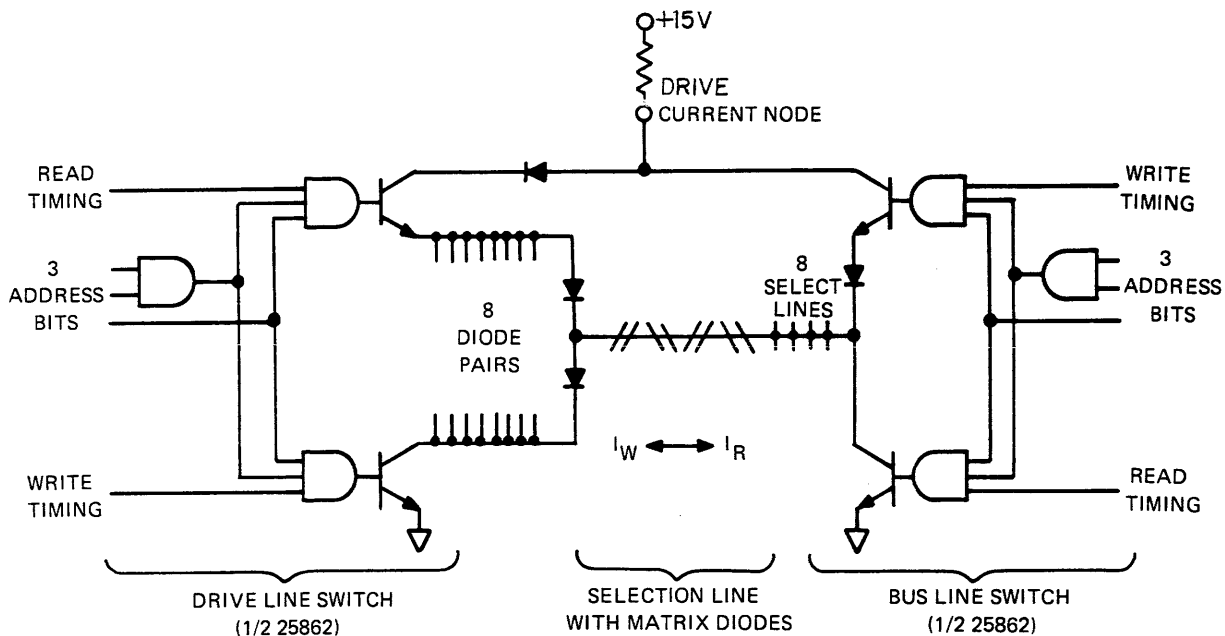 +15V
DRIVE
CURRENT NODE
READ
TIMING
WRITE
TIMING
3
ADDRESS
BITS
8
DIODE
PAIRS
8
SELECT
LINES
3
ADDRESS
BITS
I_W I_R
WRITE
TIMING
READ
TIMING
DRIVE LINE SWITCH
(1/2 25862)
SELECTION LINE
WITH MATRIX DIODES
BUS LINE SWITCH
(1/2 25862)